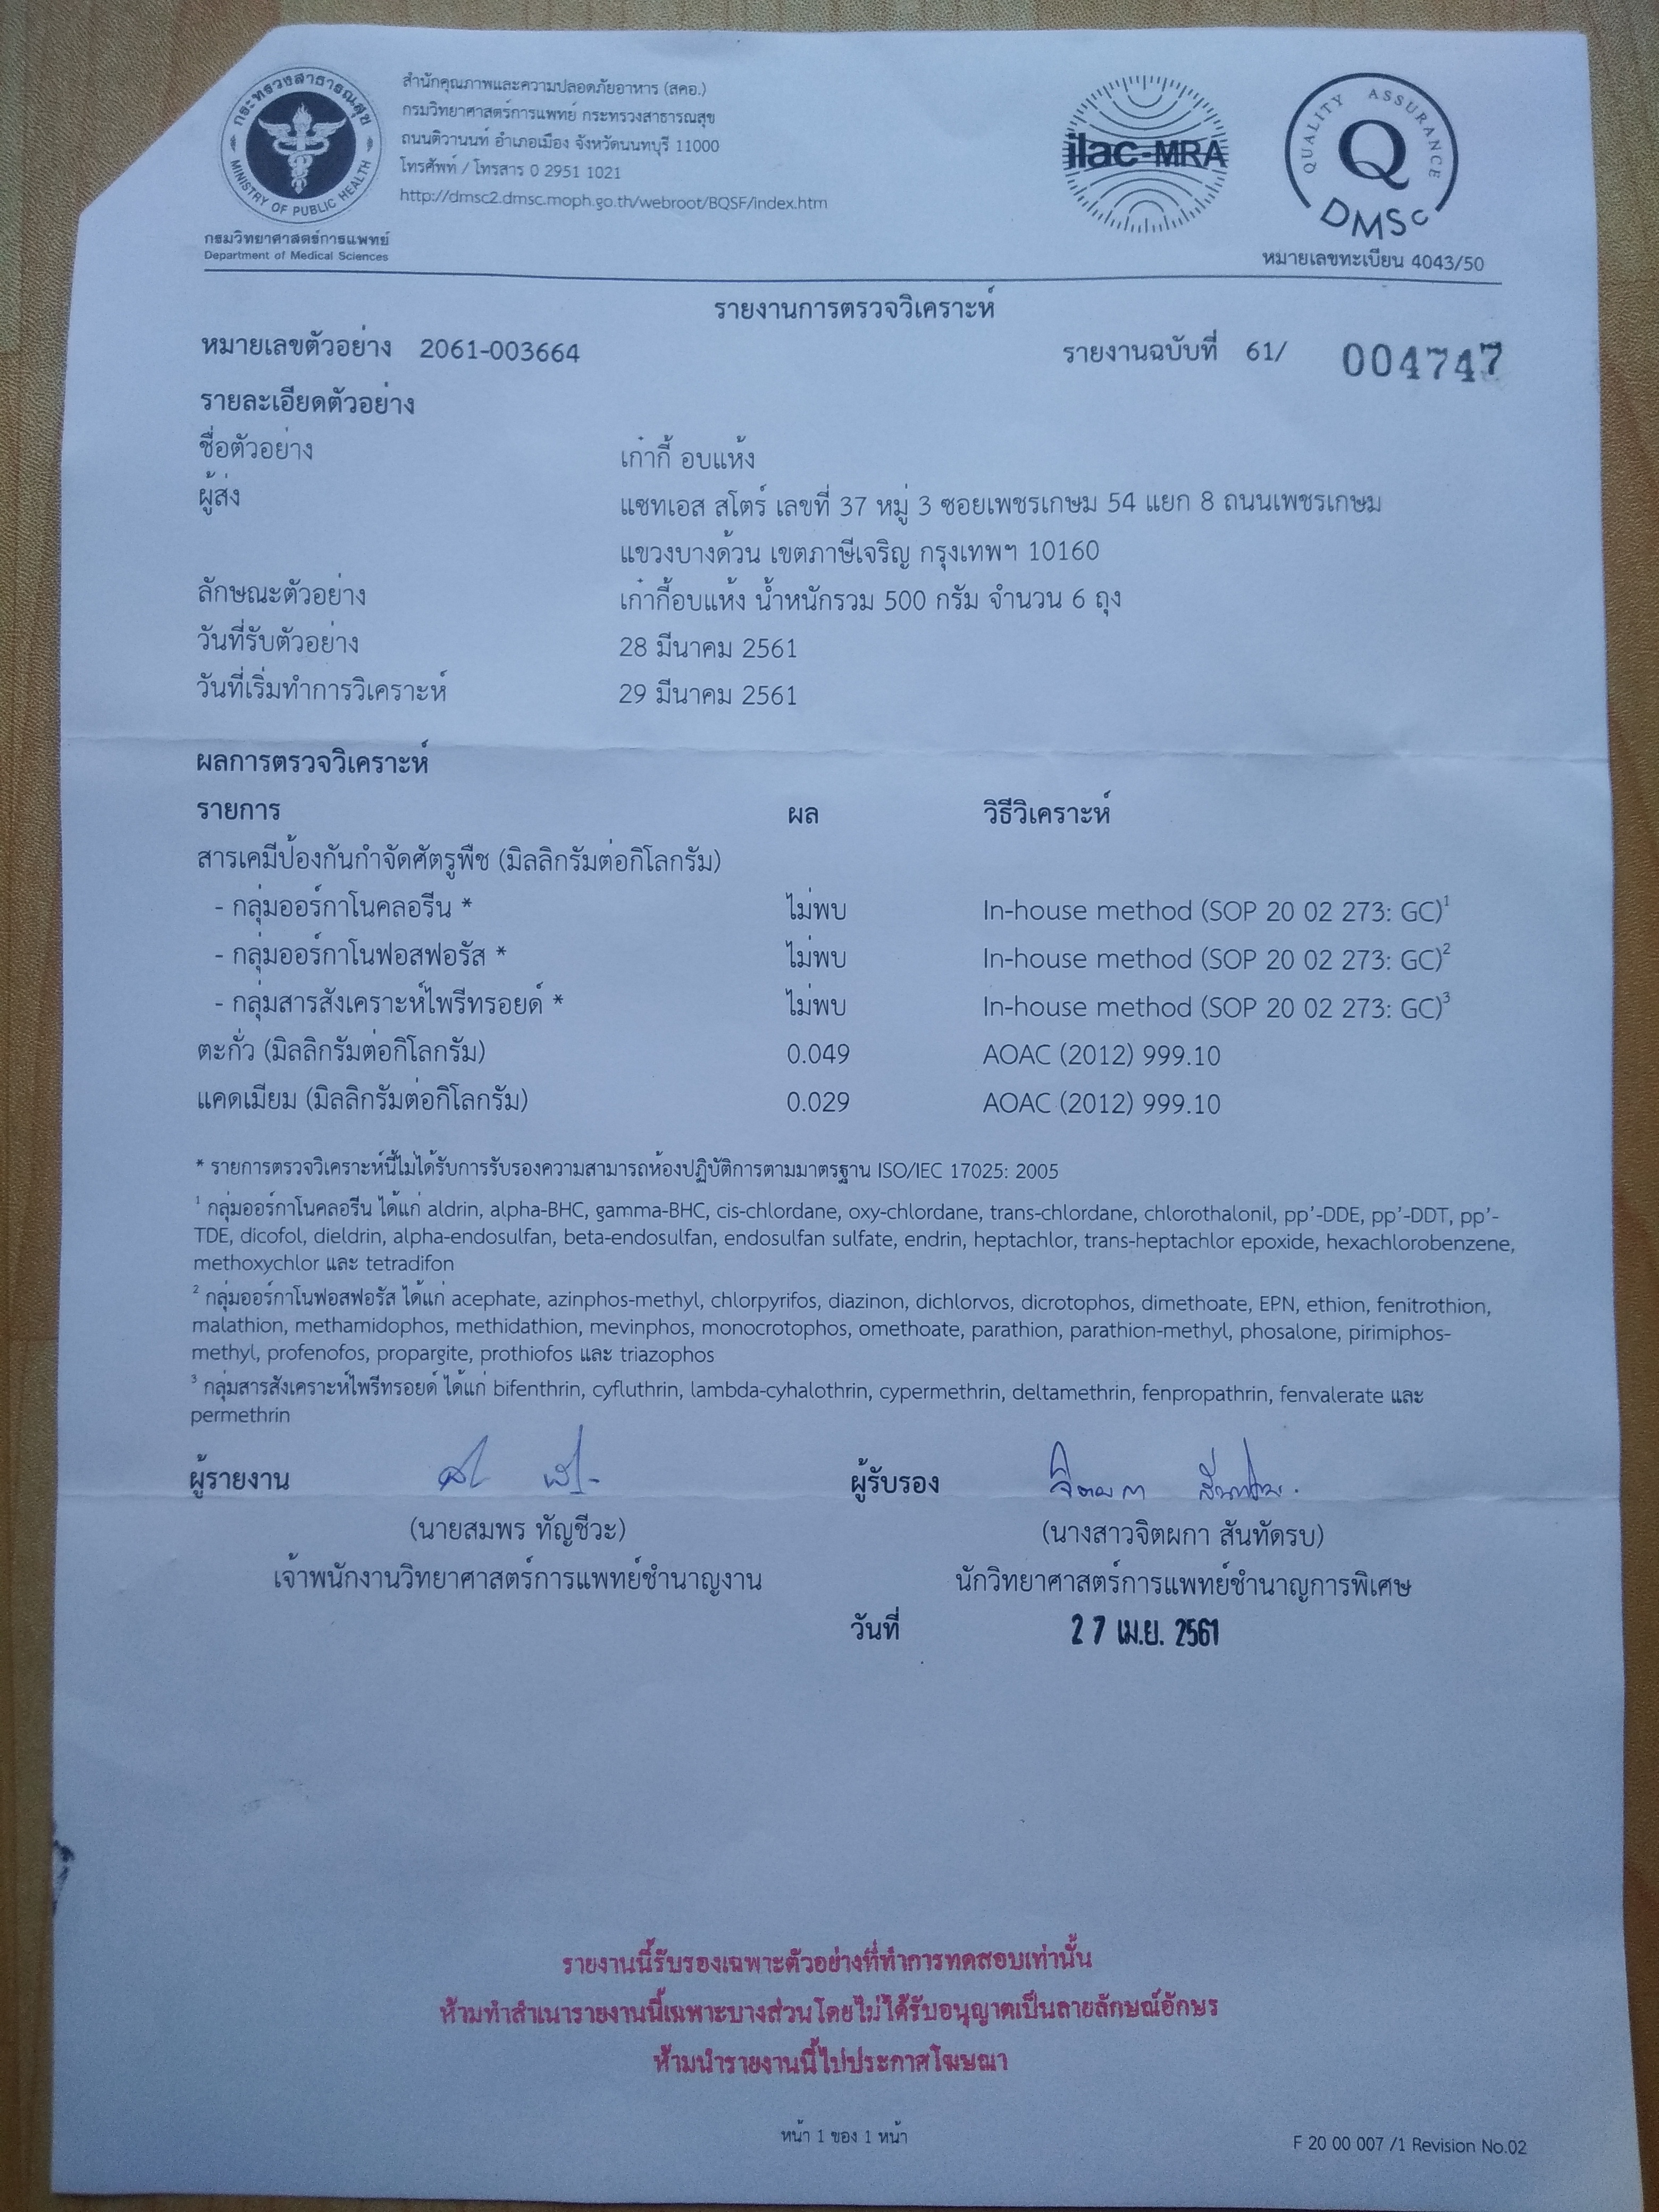 กระทรวงสาธารณสุข
MINISTRY OF PUBLIC HEALTH
กรมวิทยาศาสตร์การแพทย์
Department of Medical Sciences
สำนักคุณภาพและความปลอดภัยอาหาร (สคอ.)
กรมวิทยาศาสตร์การแพทย์ กระทรวงสาธารณสุข
ถนนติวานนท์ อำเภอเมือง จังหวัดนนทบุรี 11000
โทรศัพท์ / โทรสาร 0 2951 1021
http://dmsc2.dmsc.moph.go.th/webroot/BQSF/index.htm
ilac-MRA
QUALITY ASSURANCE
Q
DMSc
หมายเลขทะเบียน 4043/50
รายงานการตรวจวิเคราะห์
หมายเลขตัวอย่าง 2061-003664 รายงานฉบับที่ 61/ 004747
รายละเอียดตัวอย่าง
ชื่อตัวอย่าง เก๋ากี้ อบแห้ง
ผู้ส่ง แซทเอส สโตร์ เลขที่ 37 หมู่ 3 ซอยเพชรเกษม 54 แยก 8 ถนนเพชรเกษม
แขวงบางด้วน เขตภาษีเจริญ กรุงเทพฯ 10160
ลักษณะตัวอย่าง เก๋ากี้อบแห้ง น้ำหนักรวม 500 กรัม จำนวน 6 ถุง
วันที่รับตัวอย่าง 28 มีนาคม 2561
วันที่เริ่มทำการวิเคราะห์ 29 มีนาคม 2561
ผลการตรวจวิเคราะห์
รายการ ผล วิธีวิเคราะห์
สารเคมีป้องกันกำจัดศัตรูพืช (มิลลิกรัมต่อกิโลกรัม)
- กลุ่มออร์กาโนคลอรีน * ไม่พบ In-house method (SOP 20 02 273: GC)¹
- กลุ่มออร์กาโนฟอสฟอรัส * ไม่พบ In-house method (SOP 20 02 273: GC)²
- กลุ่มสารสังเคราะห์ไพรีทรอยด์ * ไม่พบ In-house method (SOP 20 02 273: GC)³
ตะกั่ว (มิลลิกรัมต่อกิโลกรัม) 0.049 AOAC (2012) 999.10
แคดเมียม (มิลลิกรัมต่อกิโลกรัม) 0.029 AOAC (2012) 999.10
* รายการตรวจวิเคราะห์นี้ไม่ได้รับการรับรองความสามารถห้องปฏิบัติการตามมาตรฐาน ISO/IEC 17025: 2005
¹ กลุ่มออร์กาโนคลอรีน ได้แก่ aldrin, alpha-BHC, gamma-BHC, cis-chlordane, oxy-chlordane, trans-chlordane, chlorothalonil, pp'-DDE, pp'-DDT, pp'-
TDE, dicofol, dieldrin, alpha-endosulfan, beta-endosulfan, endosulfan sulfate, endrin, heptachlor, trans-heptachlor epoxide, hexachlorobenzene,
methoxychlor และ tetradifon
² กลุ่มออร์กาโนฟอสฟอรัส ได้แก่ acephate, azinphos-methyl, chlorpyrifos, diazinon, dichlorvos, dicrotophos, dimethoate, EPN, ethion, fenitrothion,
malathion, methamidophos, methidathion, mevinphos, monocrotophos, omethoate, parathion, parathion-methyl, phosalone, pirimiphos-
methyl, profenofos, propargite, prothiofos และ triazophos
³ กลุ่มสารสังเคราะห์ไพรีทรอยด์ ได้แก่ bifenthrin, cyfluthrin, lambda-cyhalothrin, cypermethrin, deltamethrin, fenpropathrin, fenvalerate และ
permethrin
ผู้รายงาน ผู้รับรอง
(นายสมพร ทัญชีวะ) (นางสาวจิตผกา สันทัดรบ)
เจ้าพนักงานวิทยาศาสตร์การแพทย์ชำนาญงาน นักวิทยาศาสตร์การแพทย์ชำนาญการพิเศษ
วันที่ 27 เม.ย. 2561
รายงานนี้รับรองเฉพาะตัวอย่างที่ทำการทดสอบเท่านั้น
ห้ามทำสำเนารายงานนี้เฉพาะบางส่วนโดยไม่ได้รับอนุญาตเป็นลายลักษณ์อักษร
ห้ามนำรายงานนี้ไปประกาศโฆษณา
หน้า 1 ของ 1 หน้า
F 20 00 007 /1 Revision No.02